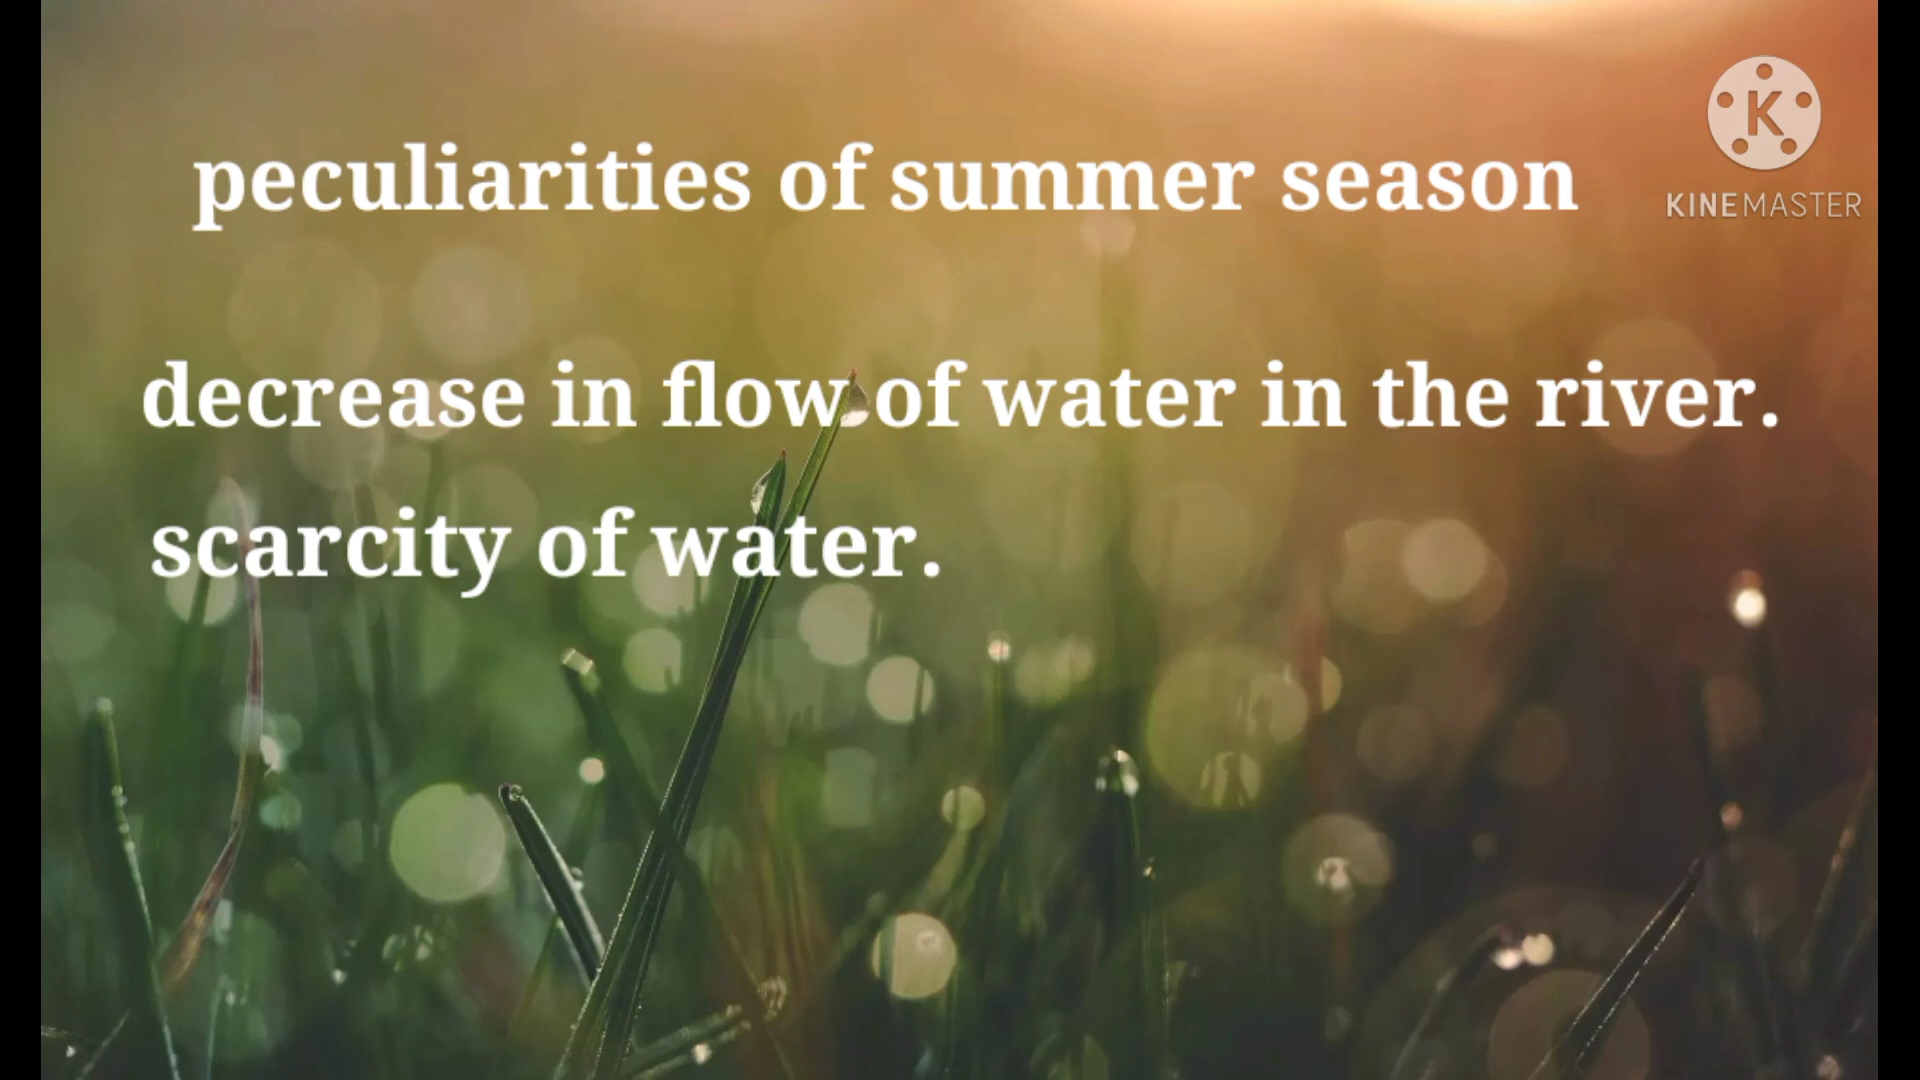 peculiarities of summer season
KINEMASTER
decrease in flow of water in the river.
scarcity of water.